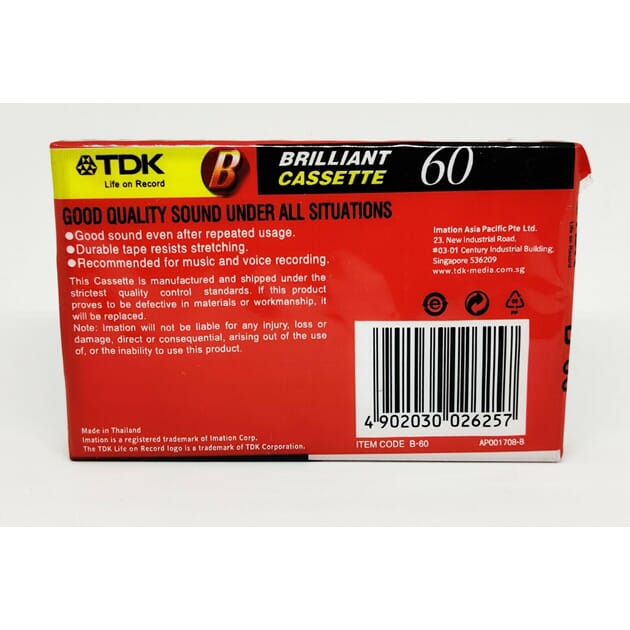 TDK
Life on Record
B
BRILLIANT
CASSETTE
60
GOOD QUALITY SOUND UNDER ALL SITUATIONS
●Good sound even after repeated usage.
●Durable tape resists stretching.
●Recommended for music and voice recording.
This Cassette is manufactured and shipped under the
strictest quality control standards. If this product
proves to be defective in materials or workmanship, it
will be replaced.
Note: Imation will not be liable for any injury, loss or
damage, direct or consequential, arising out of the use
of, or the inability to use this product.
Imation Asia Pacific Pte Ltd.
23, New Industrial Road,
#03-01 Century Industrial Building,
Singapore 536209
www.tdk-media.com.sg
PP
4 902030 026257
ITEM CODE B-60
AP001708-B
Made in Thailand
Imation is a registered trademark of Imation Corp.
The TDK Life on Record logo is a trademark of TDK Corporation.
Life on Record